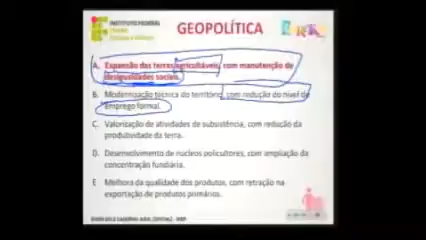 INSTITUTO FEDERAL
GEOPOLÍTICA
A. Expansão das terras agricultáveis, com manutenção de
desigualdades sociais.
B. Modernização técnica do território, com redução do nível de
emprego formal.
C. Valorização de atividades de subsistência, com redução da
produtividade da terra.
D. Desenvolvimento de núcleos policultores, com ampliação da
concentração fundiária.
E Melhora da qualidade dos produtos, com retração na
exportação de produtos primários.